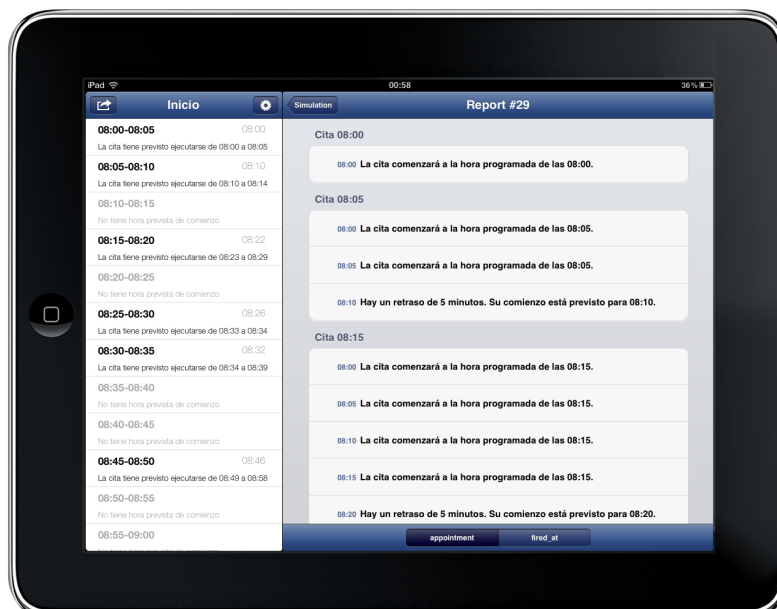 iPad
00:58
36 %
Inicio
Simulation
Report #29
08:00-08:05 08:00
La cita tiene previsto ejecutarse de 08:00 a 08:05
08:05-08:10 08:10
La cita tiene previsto ejecutarse de 08:10 a 08:14
08:10-08:15
No tiene hora prevista de comienzo
08:15-08:20 08:22
La cita tiene previsto ejecutarse de 08:23 a 08:29
08:20-08:25
No tiene hora prevista de comienzo
08:25-08:30 08:26
La cita tiene previsto ejecutarse de 08:33 a 08:34
08:30-08:35 08:32
La cita tiene previsto ejecutarse de 08:34 a 08:39
08:35-08:40
No tiene hora prevista de comienzo
08:40-08:45
No tiene hora prevista de comienzo
08:45-08:50 08:46
La cita tiene previsto ejecutarse de 08:49 a 08:58
08:50-08:55
No tiene hora prevista de comienzo
08:55-09:00
Cita 08:00
08:00 La cita comenzará a la hora programada de las 08:00.
Cita 08:05
08:00 La cita comenzará a la hora programada de las 08:05.
08:05 La cita comenzará a la hora programada de las 08:05.
08:10 Hay un retraso de 5 minutos. Su comienzo está previsto para 08:10.
Cita 08:15
08:00 La cita comenzará a la hora programada de las 08:15.
08:05 La cita comenzará a la hora programada de las 08:15.
08:10 La cita comenzará a la hora programada de las 08:15.
08:15 La cita comenzará a la hora programada de las 08:15.
08:20 Hay un retraso de 5 minutos. Su comienzo está previsto para 08:20.
appointment
fired_at